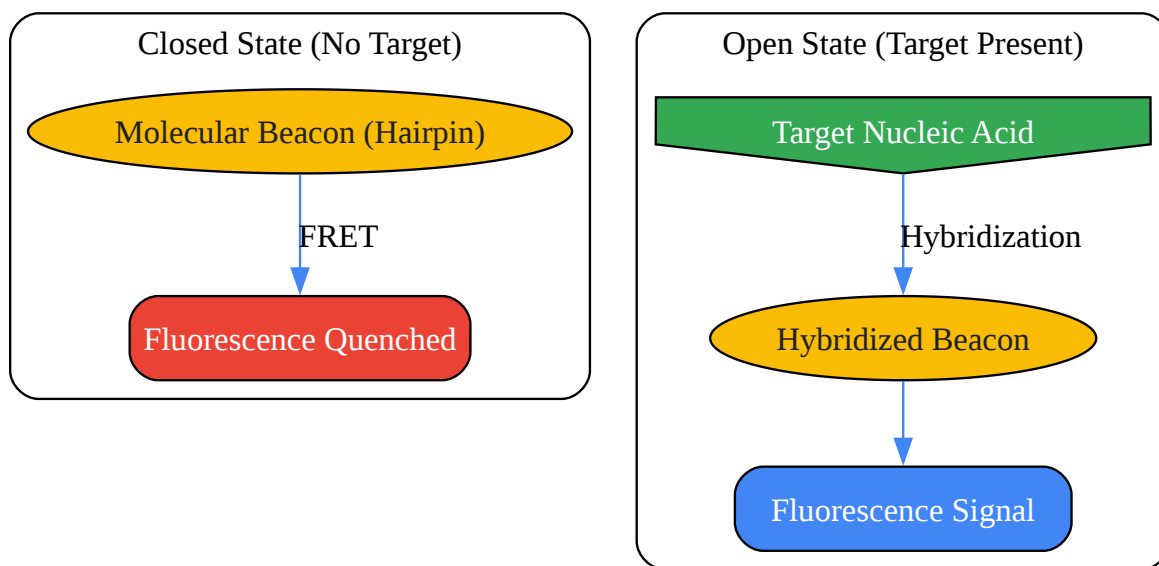 Closed State (No Target)
Molecular Beacon (Hairpin)
FRET
Fluorescence Quenched
Open State (Target Present)
Target Nucleic Acid
Hybridization
Hybridized Beacon
Fluorescence Signal